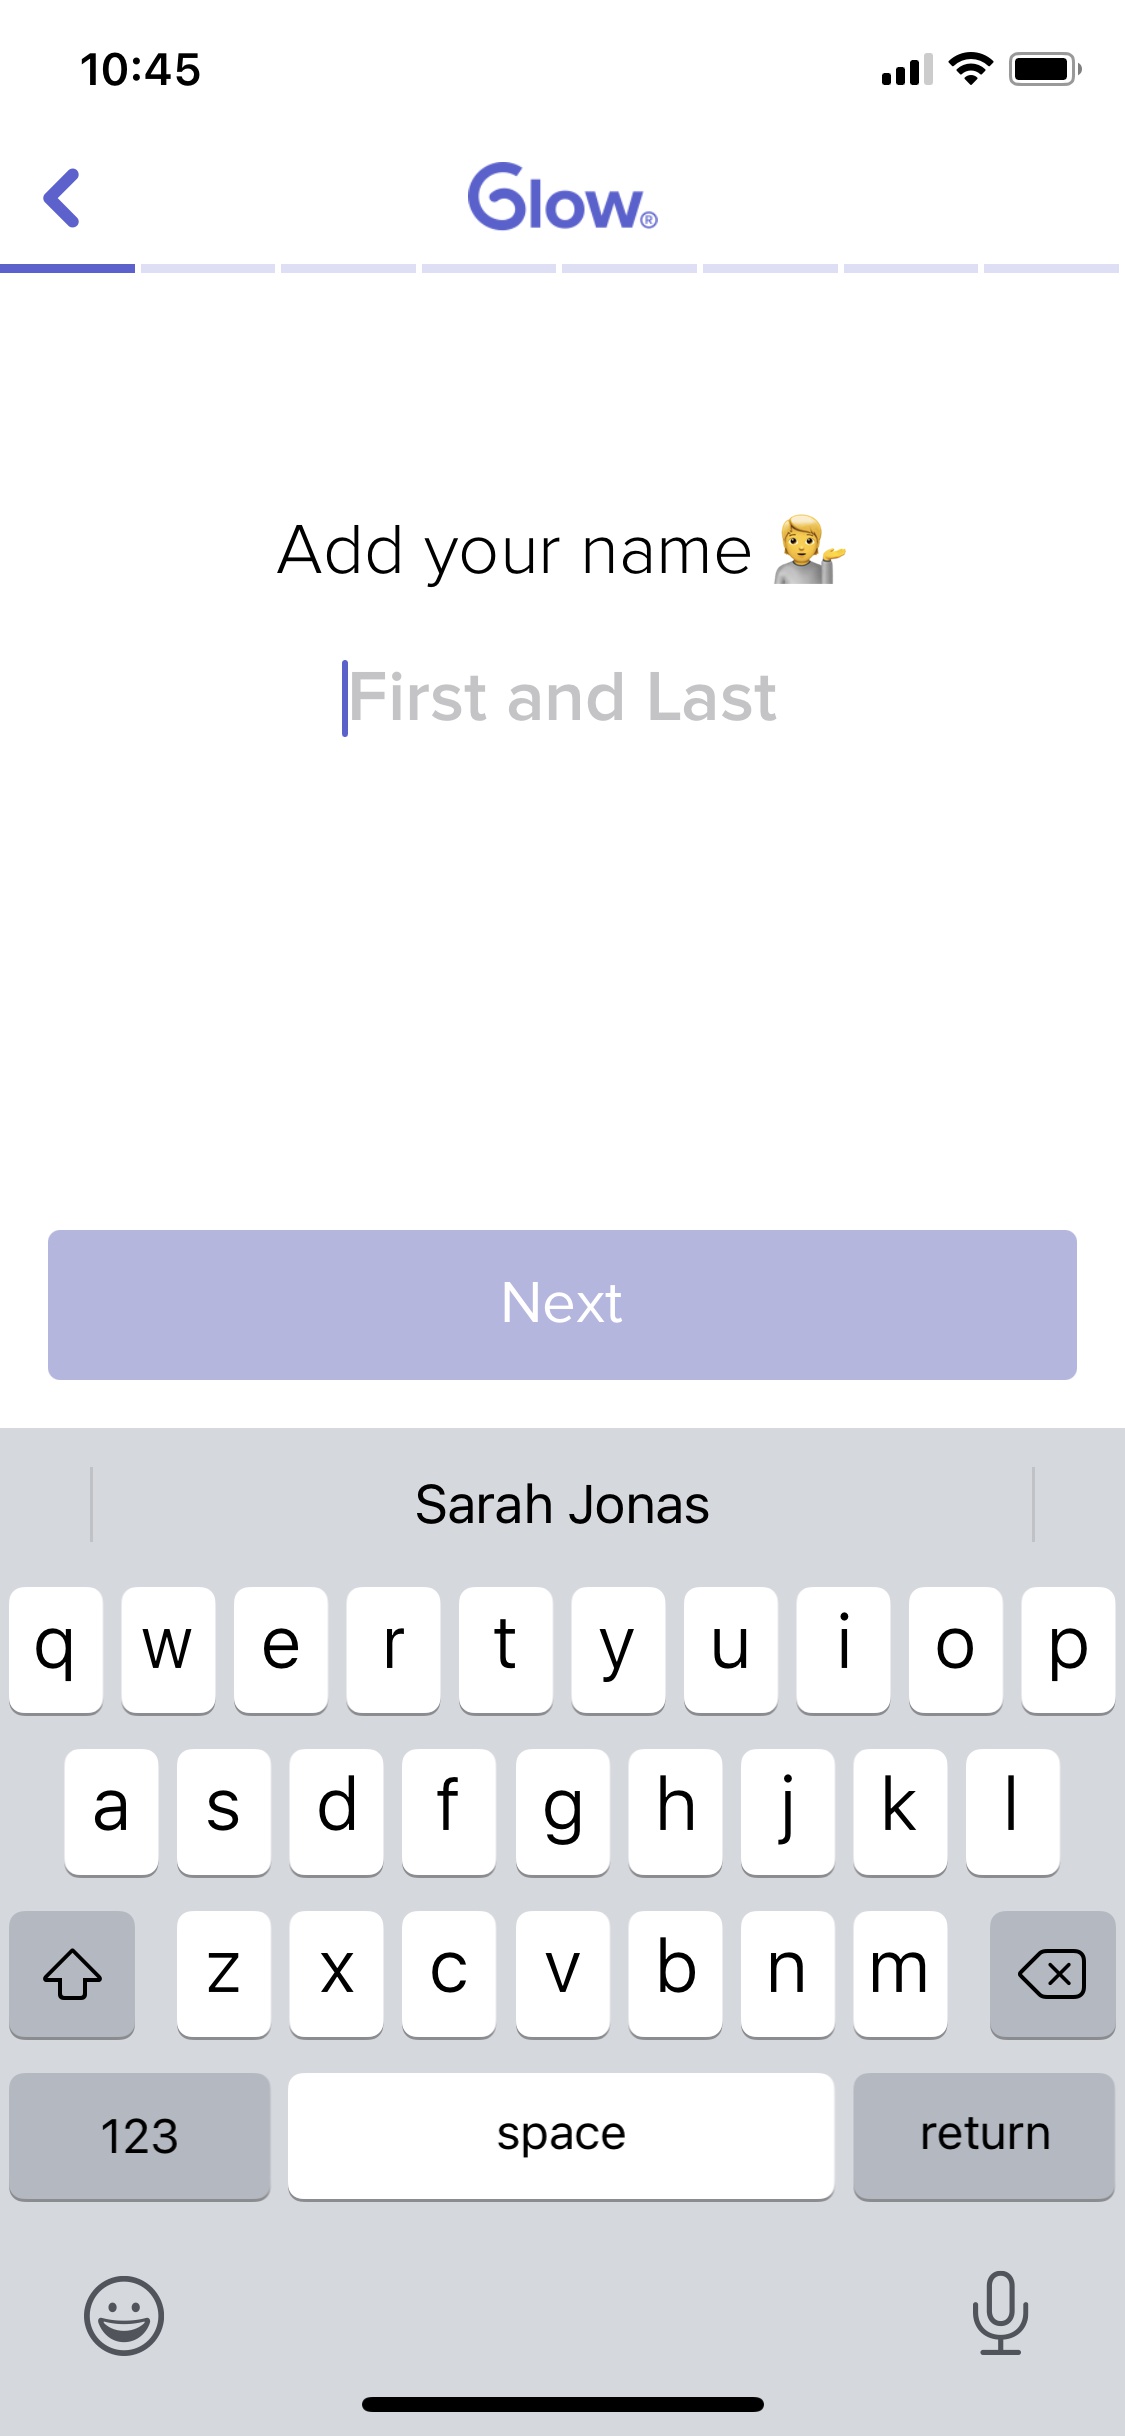 10:45
Glow®
Add your name 💁
First and Last
Next
Sarah Jonas
q w e r t y u i o p
a s d f g h j k l
z x c v b n m
123 space return